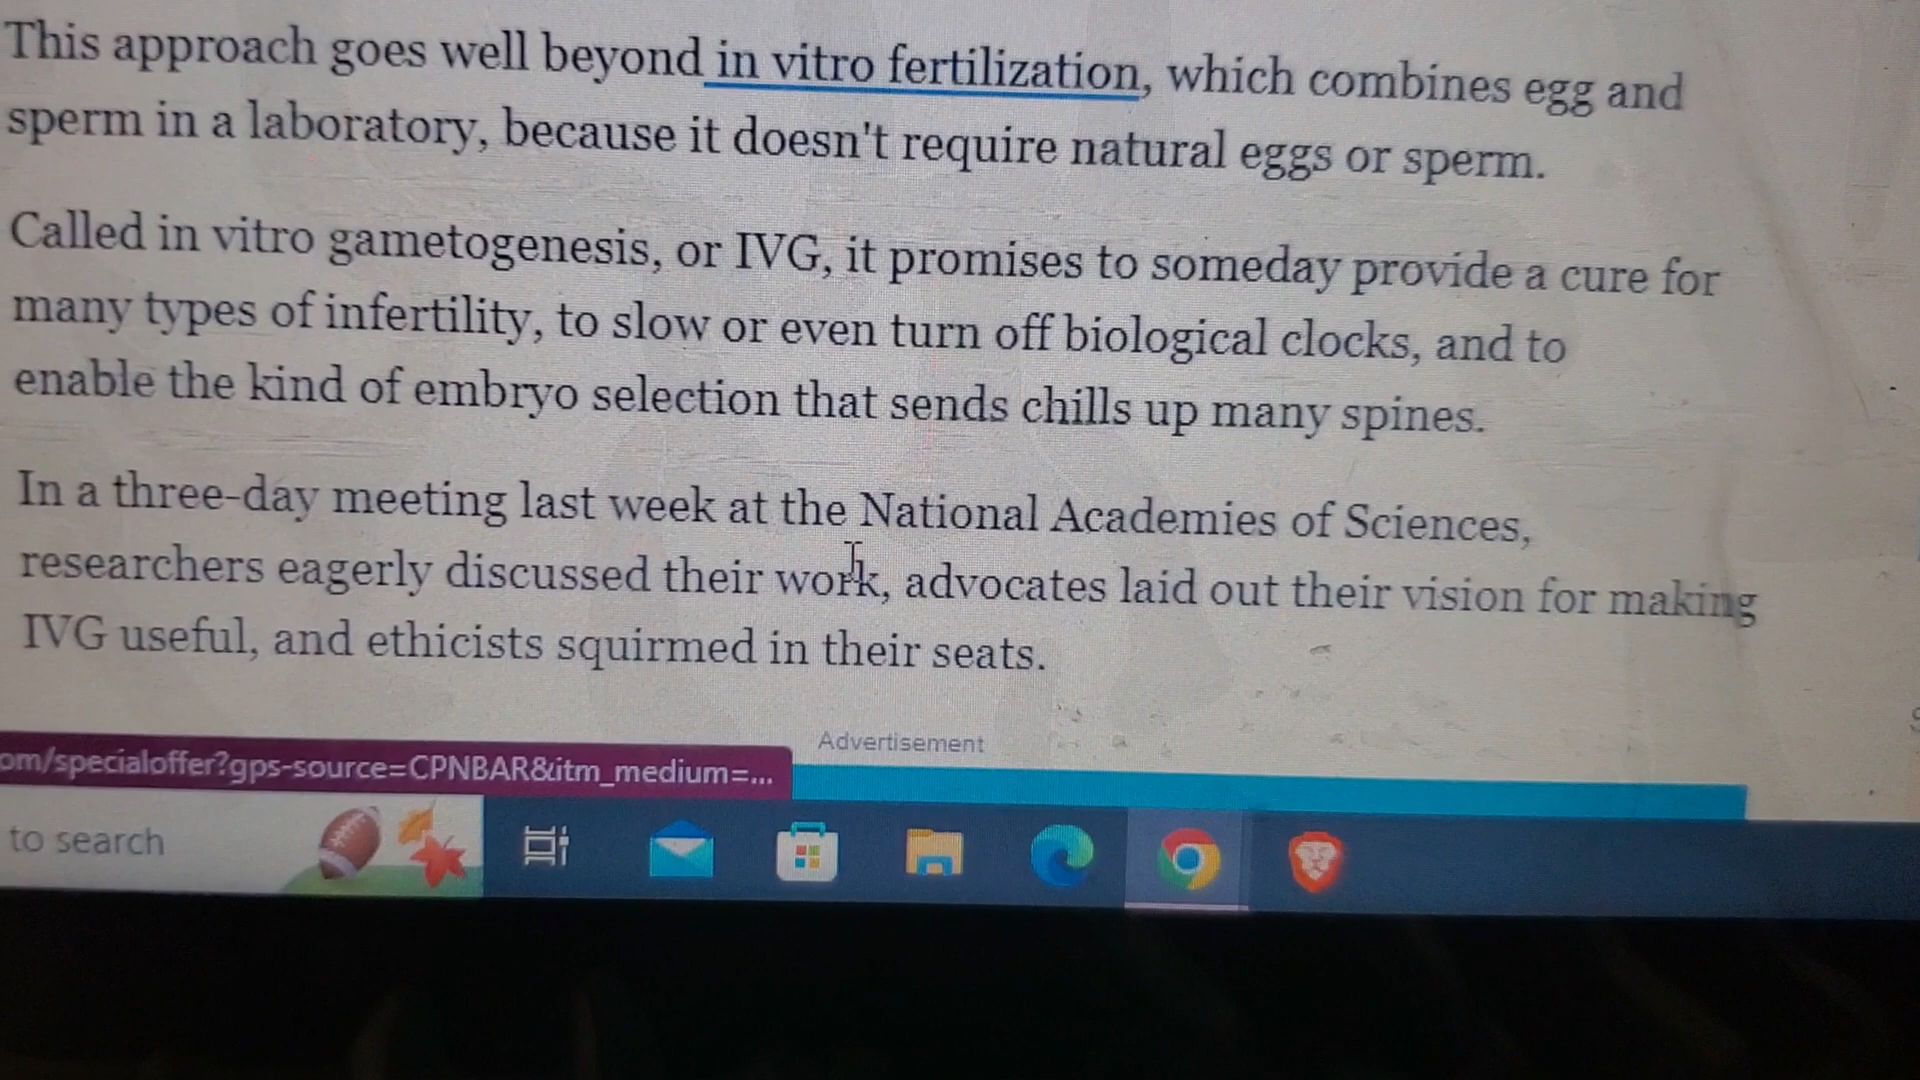 This approach goes well beyond in vitro fertilization, which combines egg and
sperm in a laboratory, because it doesn't require natural eggs or sperm.
Called in vitro gametogenesis, or IVG, it promises to someday provide a cure for
many types of infertility, to slow or even turn off biological clocks, and to
enable the kind of embryo selection that sends chills up many spines.
In a three-day meeting last week at the National Academies of Sciences,
researchers eagerly discussed their work, advocates laid out their vision for making
IVG useful, and ethicists squirmed in their seats.
Advertisement
om/specialoffer?gps-source=CPNBAR&itm_medium=...
to search